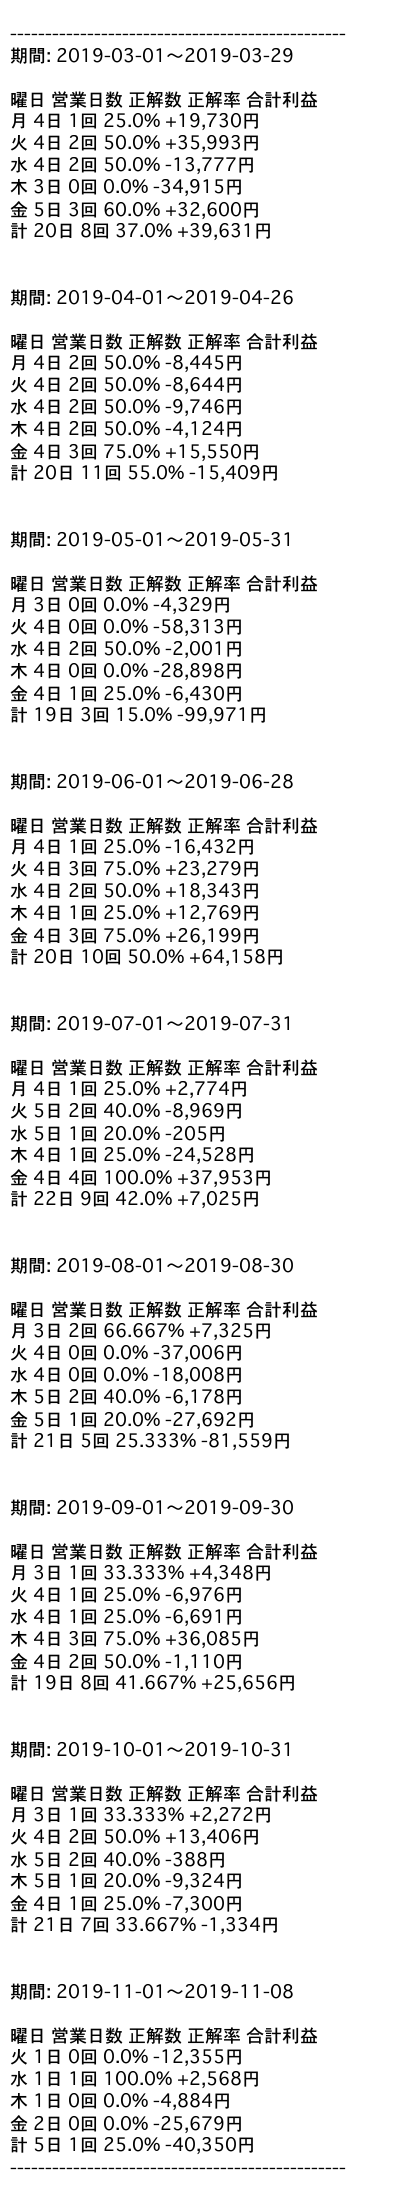 ------------------------------------------------
期間: 2019-03-01～2019-03-29
曜日 営業日数 正解数 正解率 合計利益
月 4日 1回 25.0% +19,730円
火 4日 2回 50.0% +35,993円
水 4日 2回 50.0% -13,777円
木 3日 0回 0.0% -34,915円
金 5日 3回 60.0% +32,600円
計 20日 8回 37.0% +39,631円
期間: 2019-04-01～2019-04-26
曜日 営業日数 正解数 正解率 合計利益
月 4日 2回 50.0% -8,445円
火 4日 2回 50.0% -8,644円
水 4日 2回 50.0% -9,746円
木 4日 2回 50.0% -4,124円
金 4日 3回 75.0% +15,550円
計 20日 11回 55.0% -15,409円
期間: 2019-05-01～2019-05-31
曜日 営業日数 正解数 正解率 合計利益
月 3日 0回 0.0% -4,329円
火 4日 0回 0.0% -58,313円
水 4日 2回 50.0% -2,001円
木 4日 0回 0.0% -28,898円
金 4日 1回 25.0% -6,430円
計 19日 3回 15.0% -99,971円
期間: 2019-06-01～2019-06-28
曜日 営業日数 正解数 正解率 合計利益
月 4日 1回 25.0% -16,432円
火 4日 3回 75.0% +23,279円
水 4日 2回 50.0% +18,343円
木 4日 1回 25.0% +12,769円
金 4日 3回 75.0% +26,199円
計 20日 10回 50.0% +64,158円
期間: 2019-07-01～2019-07-31
曜日 営業日数 正解数 正解率 合計利益
月 4日 1回 25.0% +2,774円
火 5日 2回 40.0% -8,969円
水 5日 1回 20.0% -205円
木 4日 1回 25.0% -24,528円
金 4日 4回 100.0% +37,953円
計 22日 9回 42.0% +7,025円
期間: 2019-08-01～2019-08-30
曜日 営業日数 正解数 正解率 合計利益
月 3日 2回 66.667% +7,325円
火 4日 0回 0.0% -37,006円
水 4日 0回 0.0% -18,008円
木 5日 2回 40.0% -6,178円
金 5日 1回 20.0% -27,692円
計 21日 5回 25.333% -81,559円
期間: 2019-09-01～2019-09-30
曜日 営業日数 正解数 正解率 合計利益
月 3日 1回 33.333% +4,348円
火 4日 1回 25.0% -6,976円
水 4日 1回 25.0% -6,691円
木 4日 3回 75.0% +36,085円
金 4日 2回 50.0% -1,110円
計 19日 8回 41.667% +25,656円
期間: 2019-10-01～2019-10-31
曜日 営業日数 正解数 正解率 合計利益
月 3日 1回 33.333% +2,272円
火 4日 2回 50.0% +13,406円
水 5日 2回 40.0% -388円
木 5日 1回 20.0% -9,324円
金 4日 1回 25.0% -7,300円
計 21日 7回 33.667% -1,334円
期間: 2019-11-01～2019-11-08
曜日 営業日数 正解数 正解率 合計利益
火 1日 0回 0.0% -12,355円
水 1日 1回 100.0% +2,568円
木 1日 0回 0.0% -4,884円
金 2日 0回 0.0% -25,679円
計 5日 1回 25.0% -40,350円
------------------------------------------------